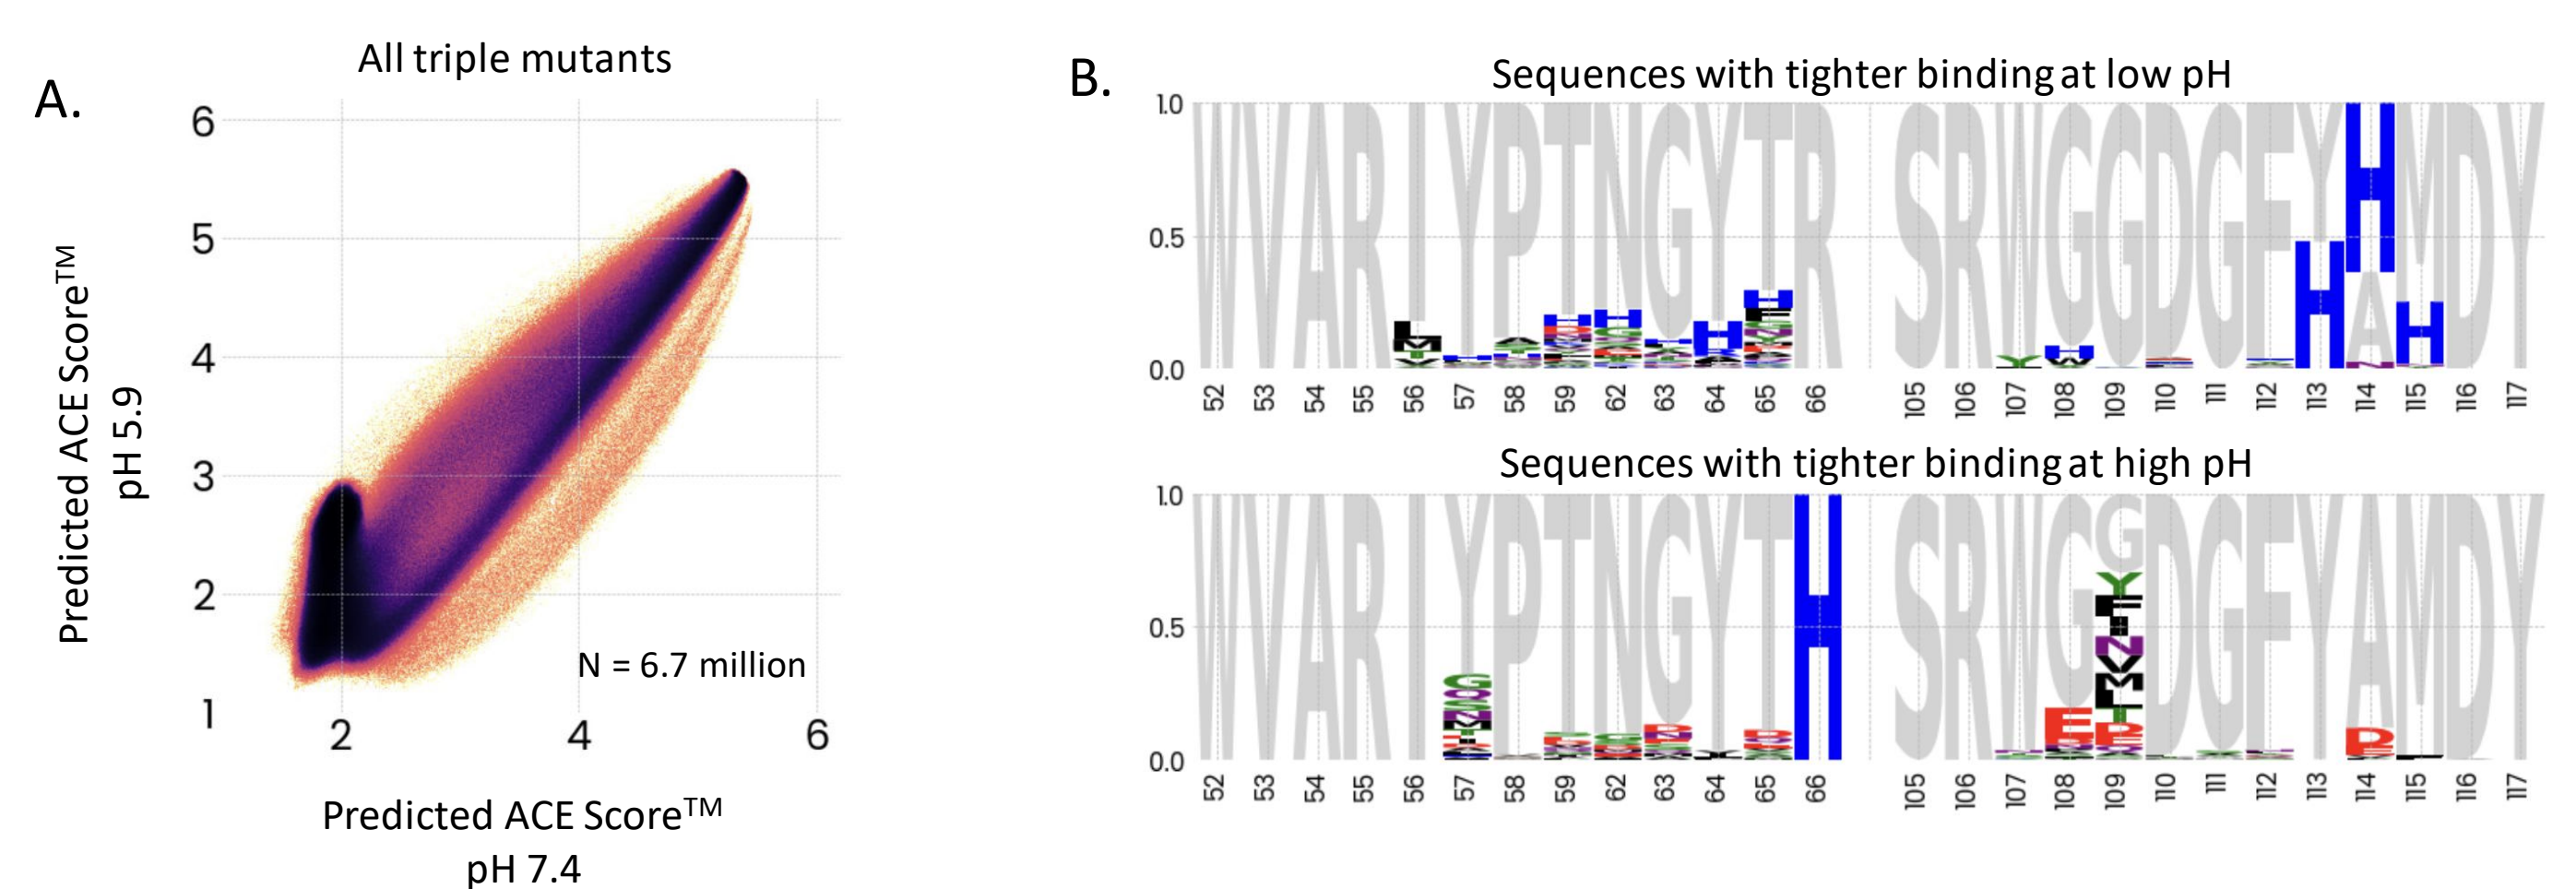 A.
All triple mutants
6
5
4
3
2
1
2
4
6
N = 6.7 million
Predicted ACE Score™
pH 5.9
Predicted ACE Score™
pH 7.4
B.
Sequences with tighter binding at low pH
1.0
0.5
0.0
W V A R I Y P T N G Y T R S R W G G D G F Y A M D Y
H H H H H H
52 53 54 55 56 57 58 59 62 63 64 65 66 105 106 107 108 109 110 111 112 113 114 115 116 117
Sequences with tighter binding at high pH
1.0
0.5
0.0
W V A R I Y P T N G Y T H S R W G G D G F Y A M D Y
52 53 54 55 56 57 58 59 62 63 64 65 66 105 106 107 108 109 110 111 112 113 114 115 116 117